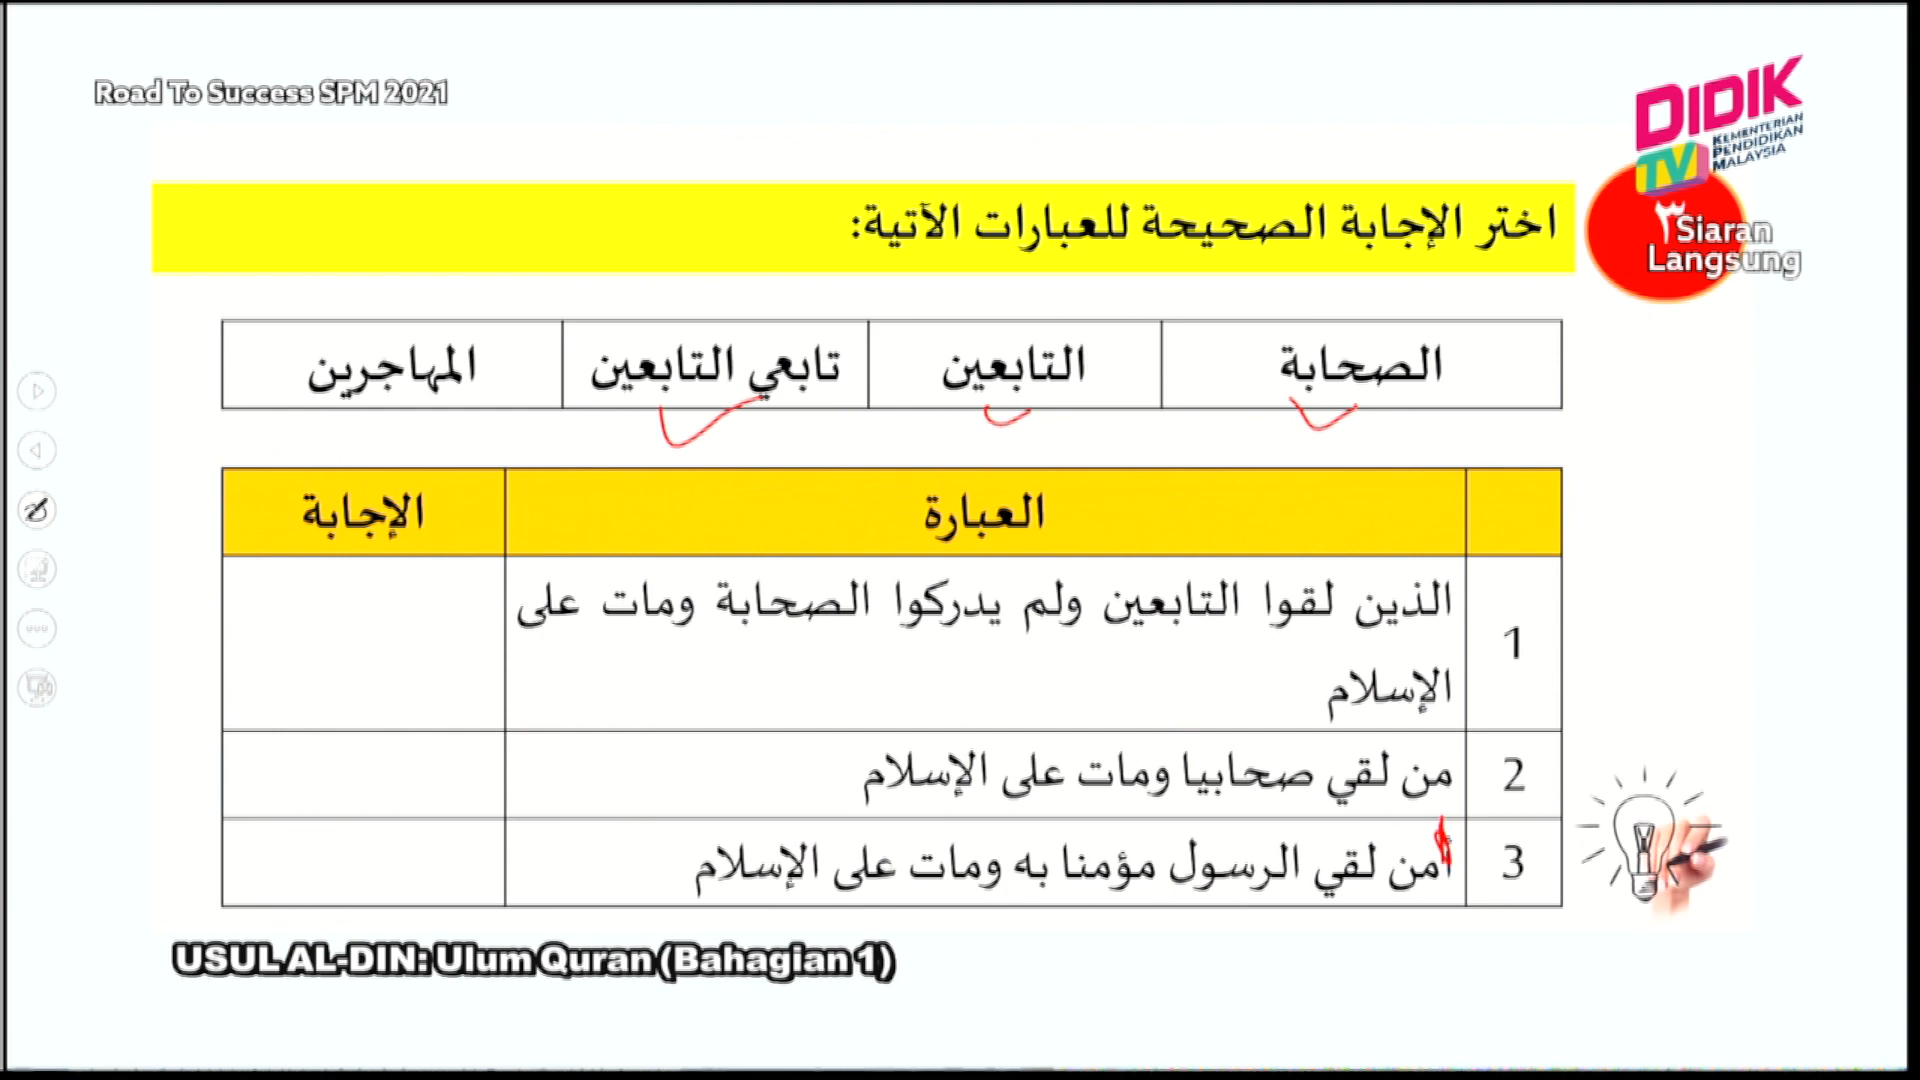 Road To Success SPM 2021
DIDIK
TV
KEMENTERIAN
PENDIDIKAN
MALAYSIA
٣
Siaran
Langsung
اختر الإجابة الصحيحة للعبارات الآتية:
الصحابة التابعين تابعي التابعين المهاجرين
العبارة الإجابة
1 الذين لقوا التابعين ولم يدركوا الصحابة ومات على
الإسلام
2 من لقي صحابيا ومات على الإسلام
3 من لقي الرسول مؤمنا به ومات على الإسلام
USUL AL-DIN: Ulum Quran (Bahagian 1)